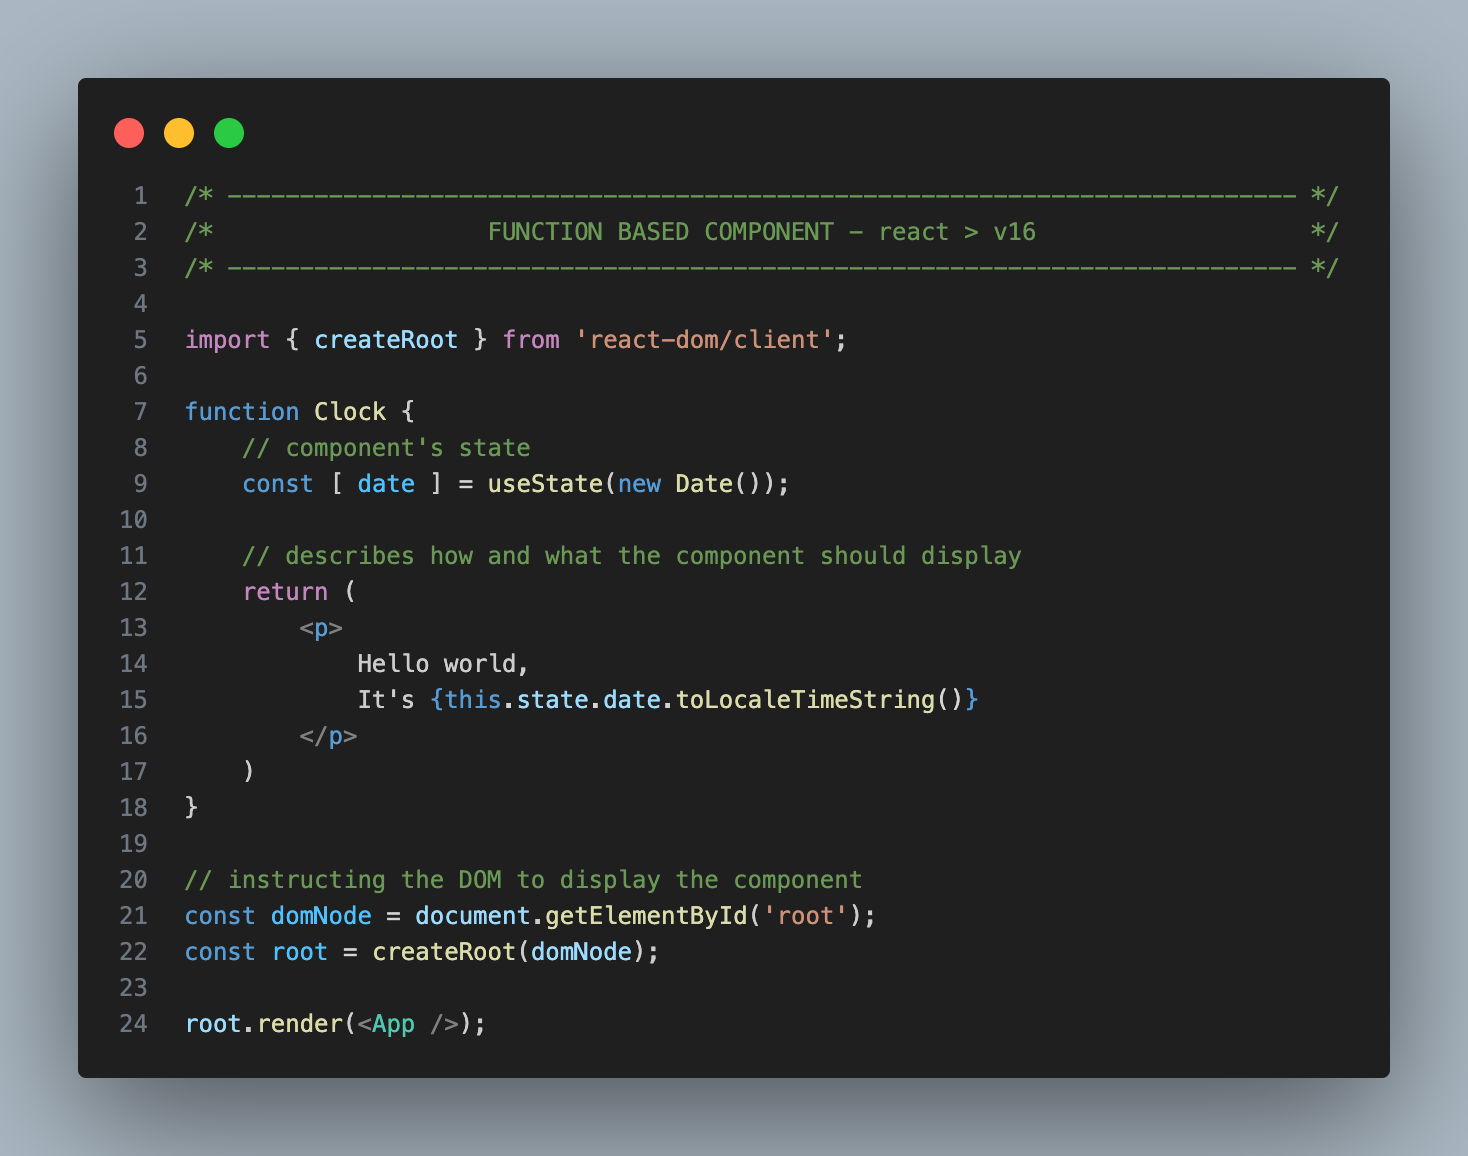 1 /* -------------------------------------------------------------------------- */
2 /*                   FUNCTION BASED COMPONENT - react > v16                   */
3 /* -------------------------------------------------------------------------- */
4
5 import { createRoot } from 'react-dom/client';
6
7 function Clock {
8     // component's state
9     const [ date ] = useState(new Date());
10
11     // describes how and what the component should display
12     return (
13         <p>
14             Hello world,
15             It's {this.state.date.toLocaleTimeString()}
16         </p>
17     )
18 }
19
20 // instructing the DOM to display the component
21 const domNode = document.getElementById('root');
22 const root = createRoot(domNode);
23
24 root.render(<App />);